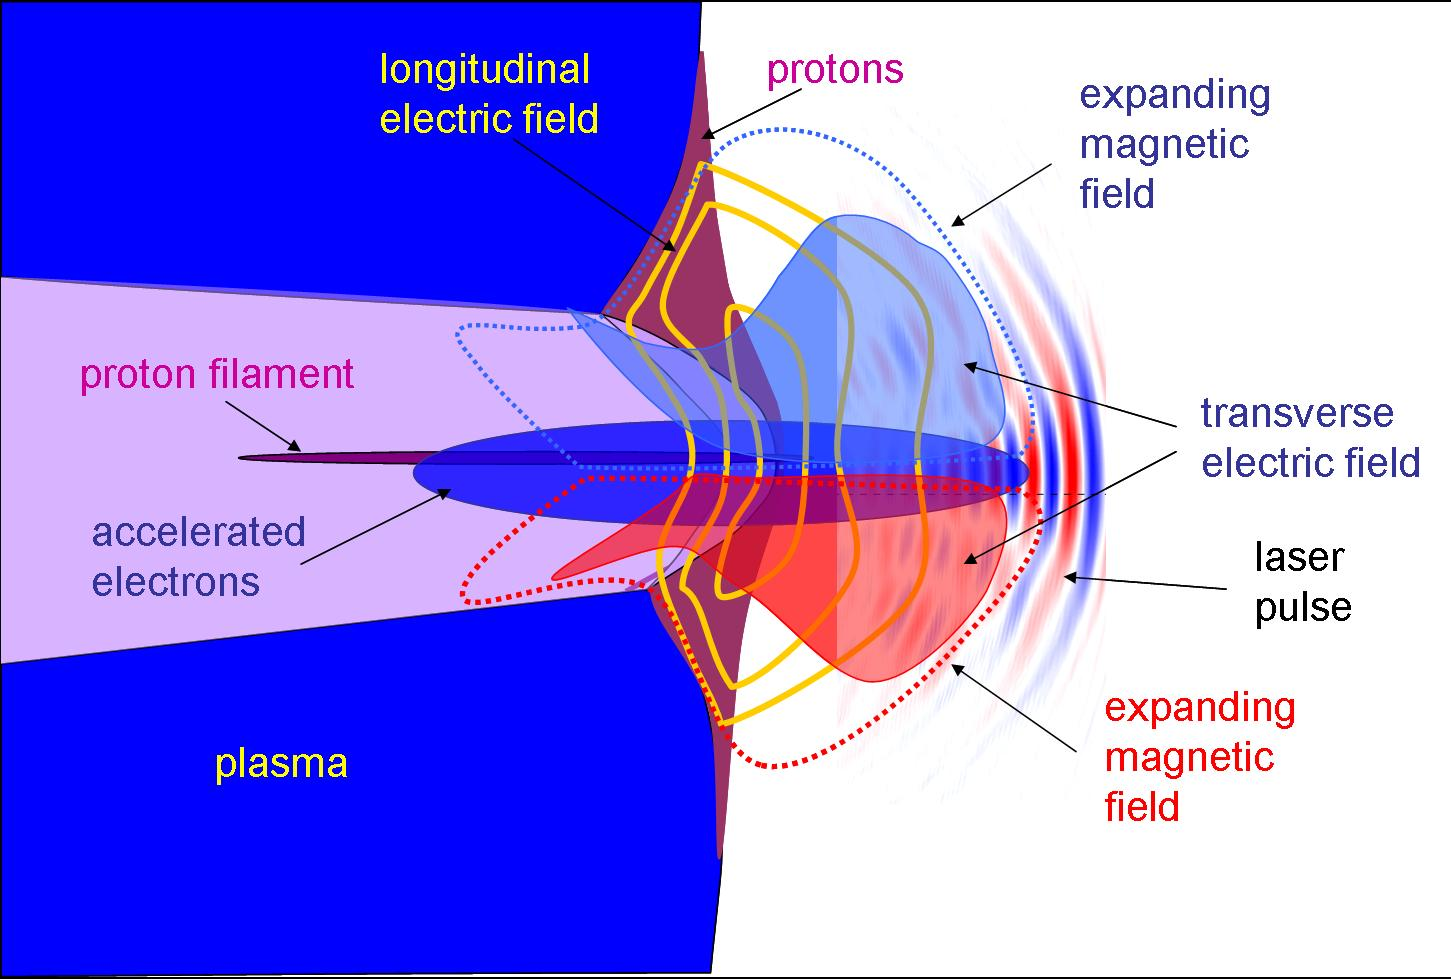 longitudinal
electric field
protons
expanding
magnetic
field
proton filament
transverse
electric field
accelerated
electrons
laser
pulse
expanding
magnetic
field
plasma